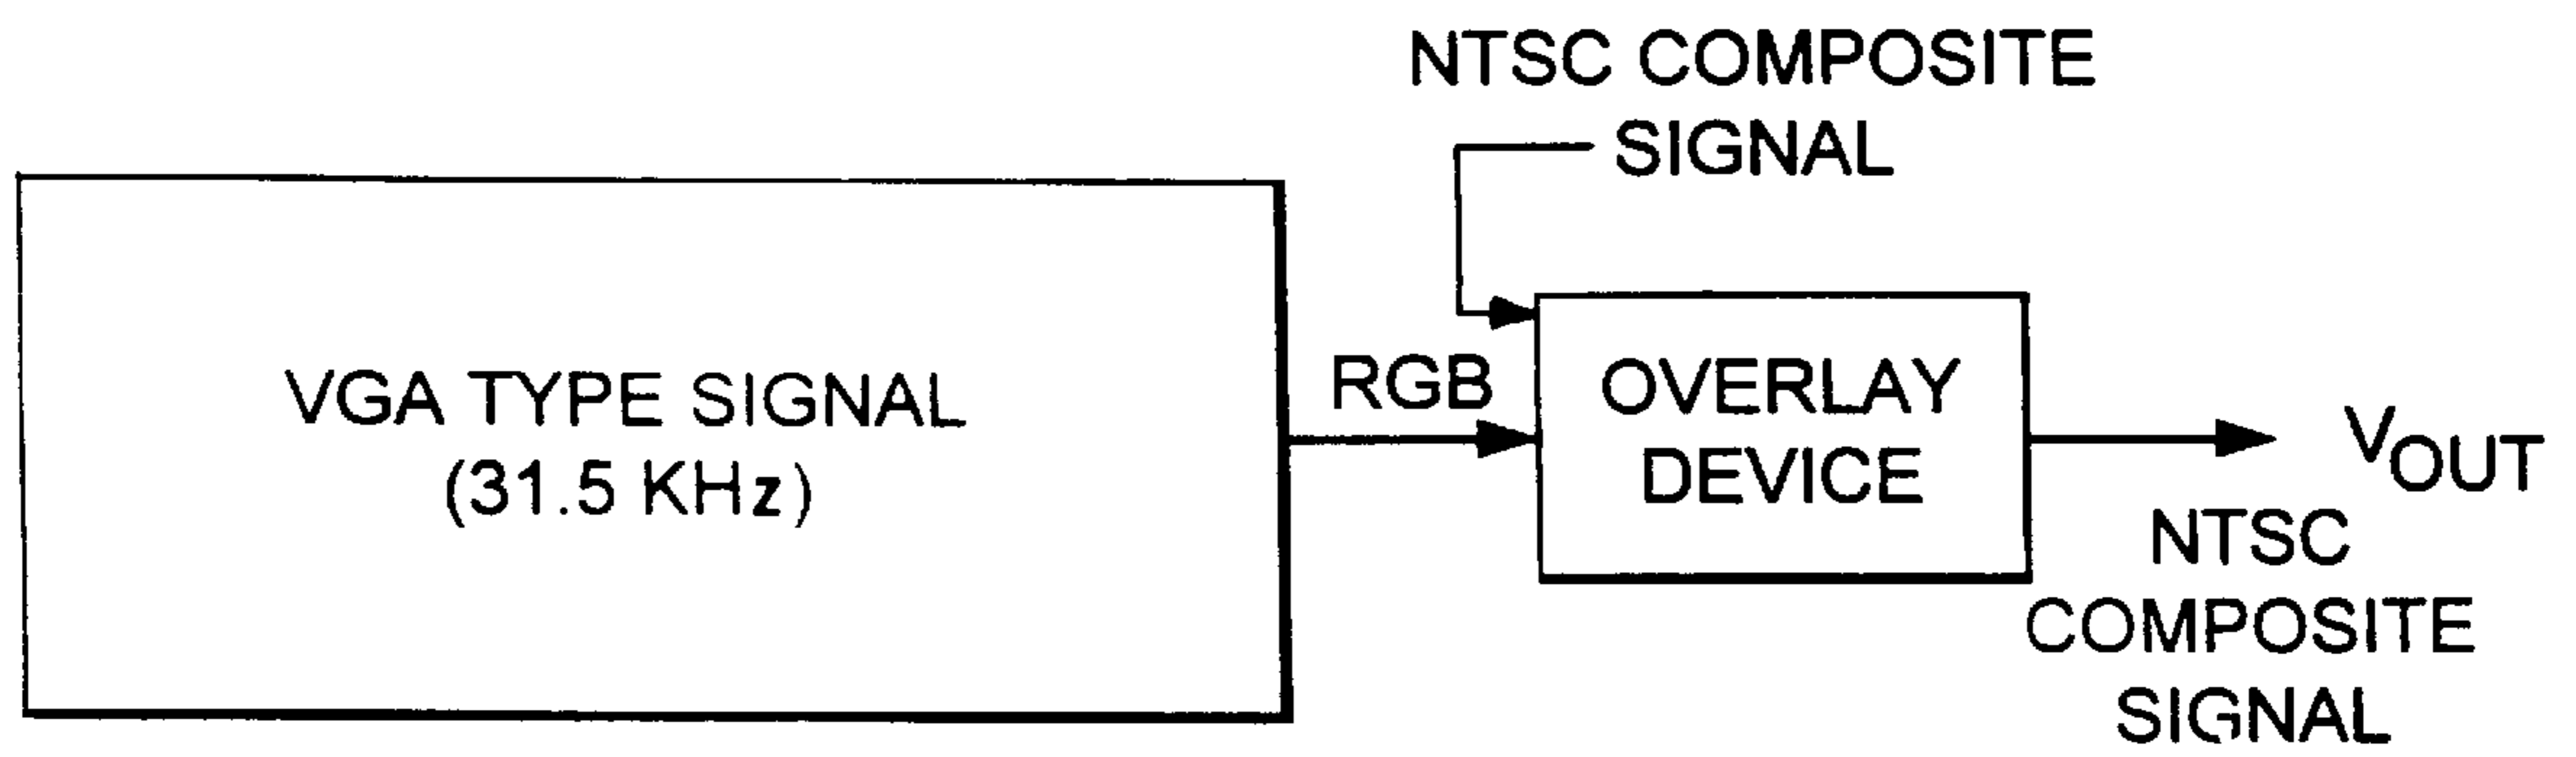 NTSC COMPOSITE
SIGNAL
VGA TYPE SIGNAL
(31.5 KHz)
RGB
OVERLAY
DEVICE
VOUT
NTSC
COMPOSITE
SIGNAL